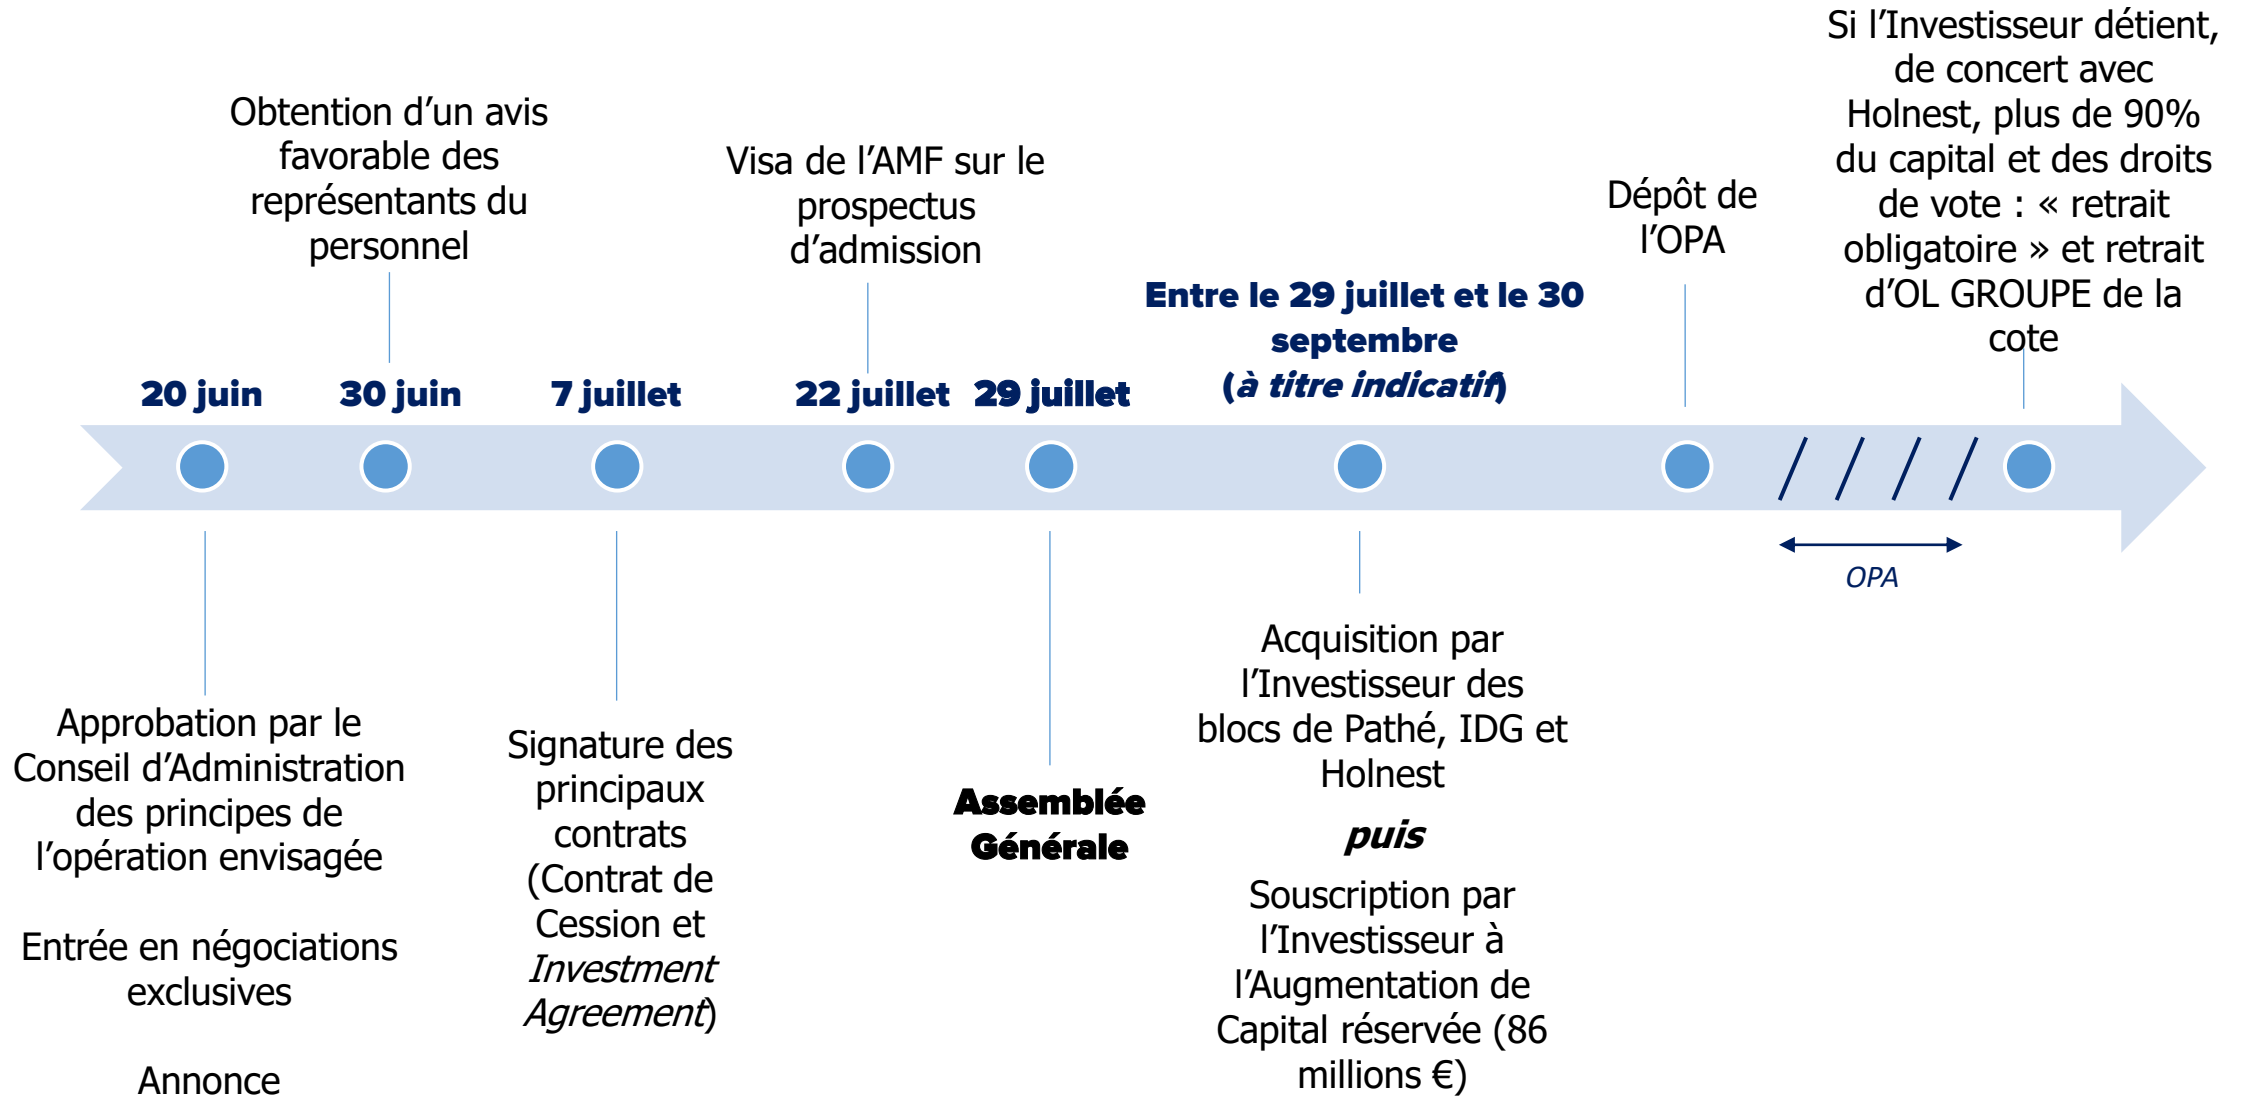 Obtention d’un avis
favorable des
représentants du
personnel
Visa de l’AMF sur le
prospectus
d’admission
Dépôt de
l’OPA
Si l’Investisseur détient,
de concert avec
Holnest, plus de 90%
du capital et des droits
de vote : « retrait
obligatoire » et retrait
d’OL GROUPE de la
cote
20 juin
30 juin
7 juillet
22 juillet
29 juillet
Entre le 29 juillet et le 30
septembre
(à titre indicatif)
OPA
Approbation par le
Conseil d’Administration
des principes de
l’opération envisagée
Entrée en négociations
exclusives
Annonce
Signature des
principaux
contrats
(Contrat de
Cession et
Investment
Agreement)
Assemblée
Générale
Acquisition par
l’Investisseur des
blocs de Pathé, IDG et
Holnest
puis
Souscription par
l’Investisseur à
l’Augmentation de
Capital réservée (86
millions €)